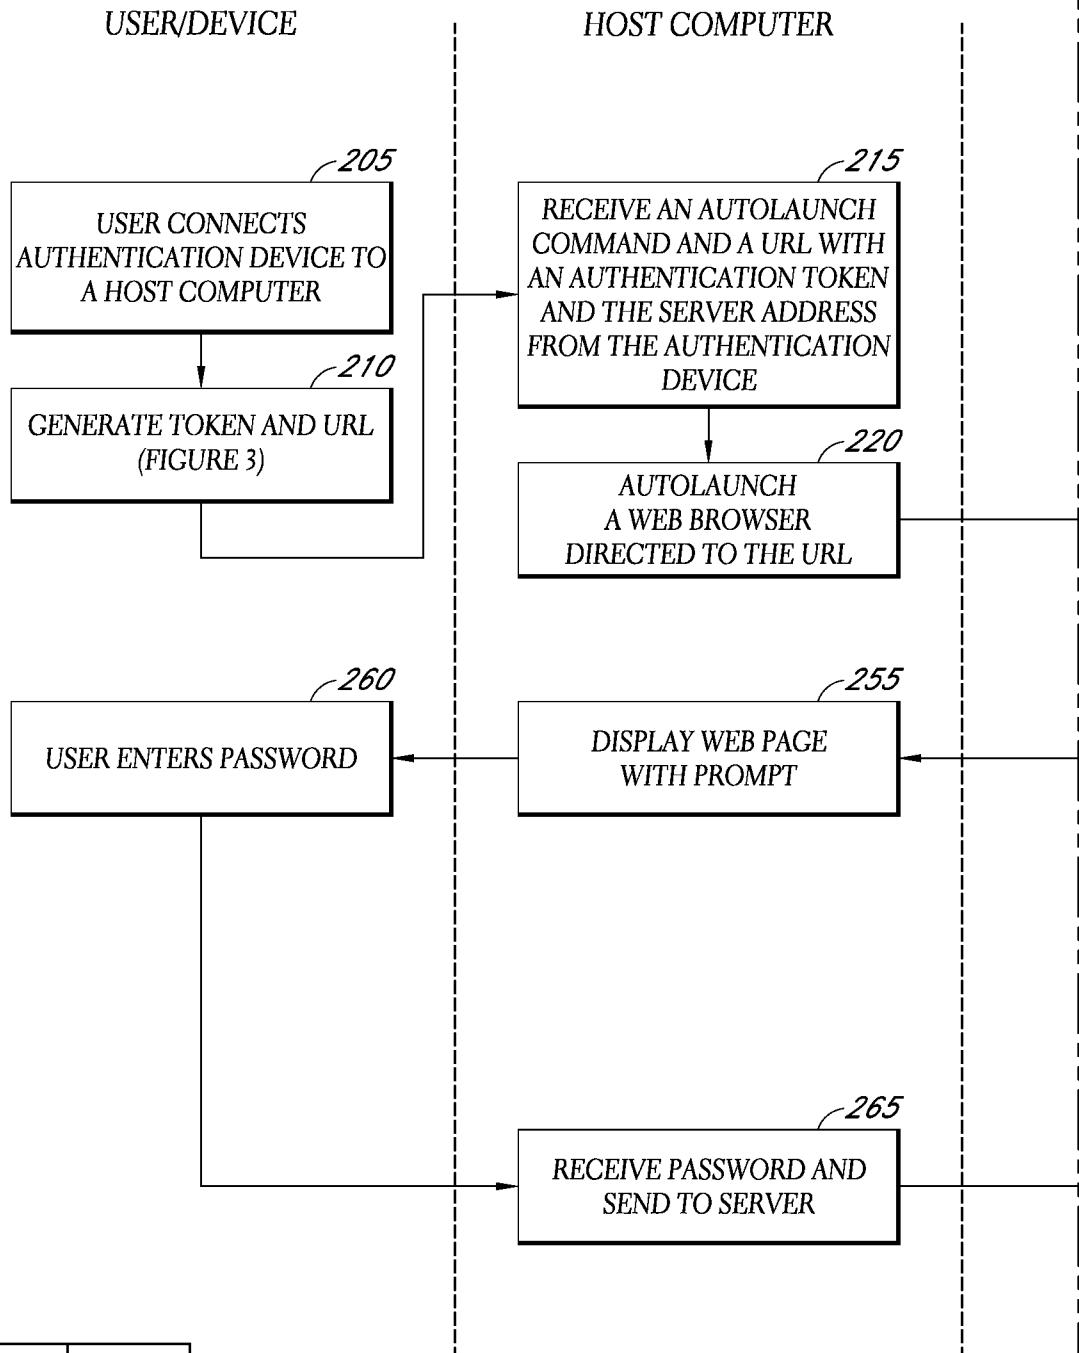 USER/DEVICE
HOST COMPUTER
205
USER CONNECTS
AUTHENTICATION DEVICE TO
A HOST COMPUTER
210
GENERATE TOKEN AND URL
(FIGURE 3)
215
RECEIVE AN AUTOLAUNCH
COMMAND AND A URL WITH
AN AUTHENTICATION TOKEN
AND THE SERVER ADDRESS
FROM THE AUTHENTICATION
DEVICE
220
AUTOLAUNCH
A WEB BROWSER
DIRECTED TO THE URL
260
USER ENTERS PASSWORD
255
DISPLAY WEB PAGE
WITH PROMPT
265
RECEIVE PASSWORD AND
SEND TO SERVER